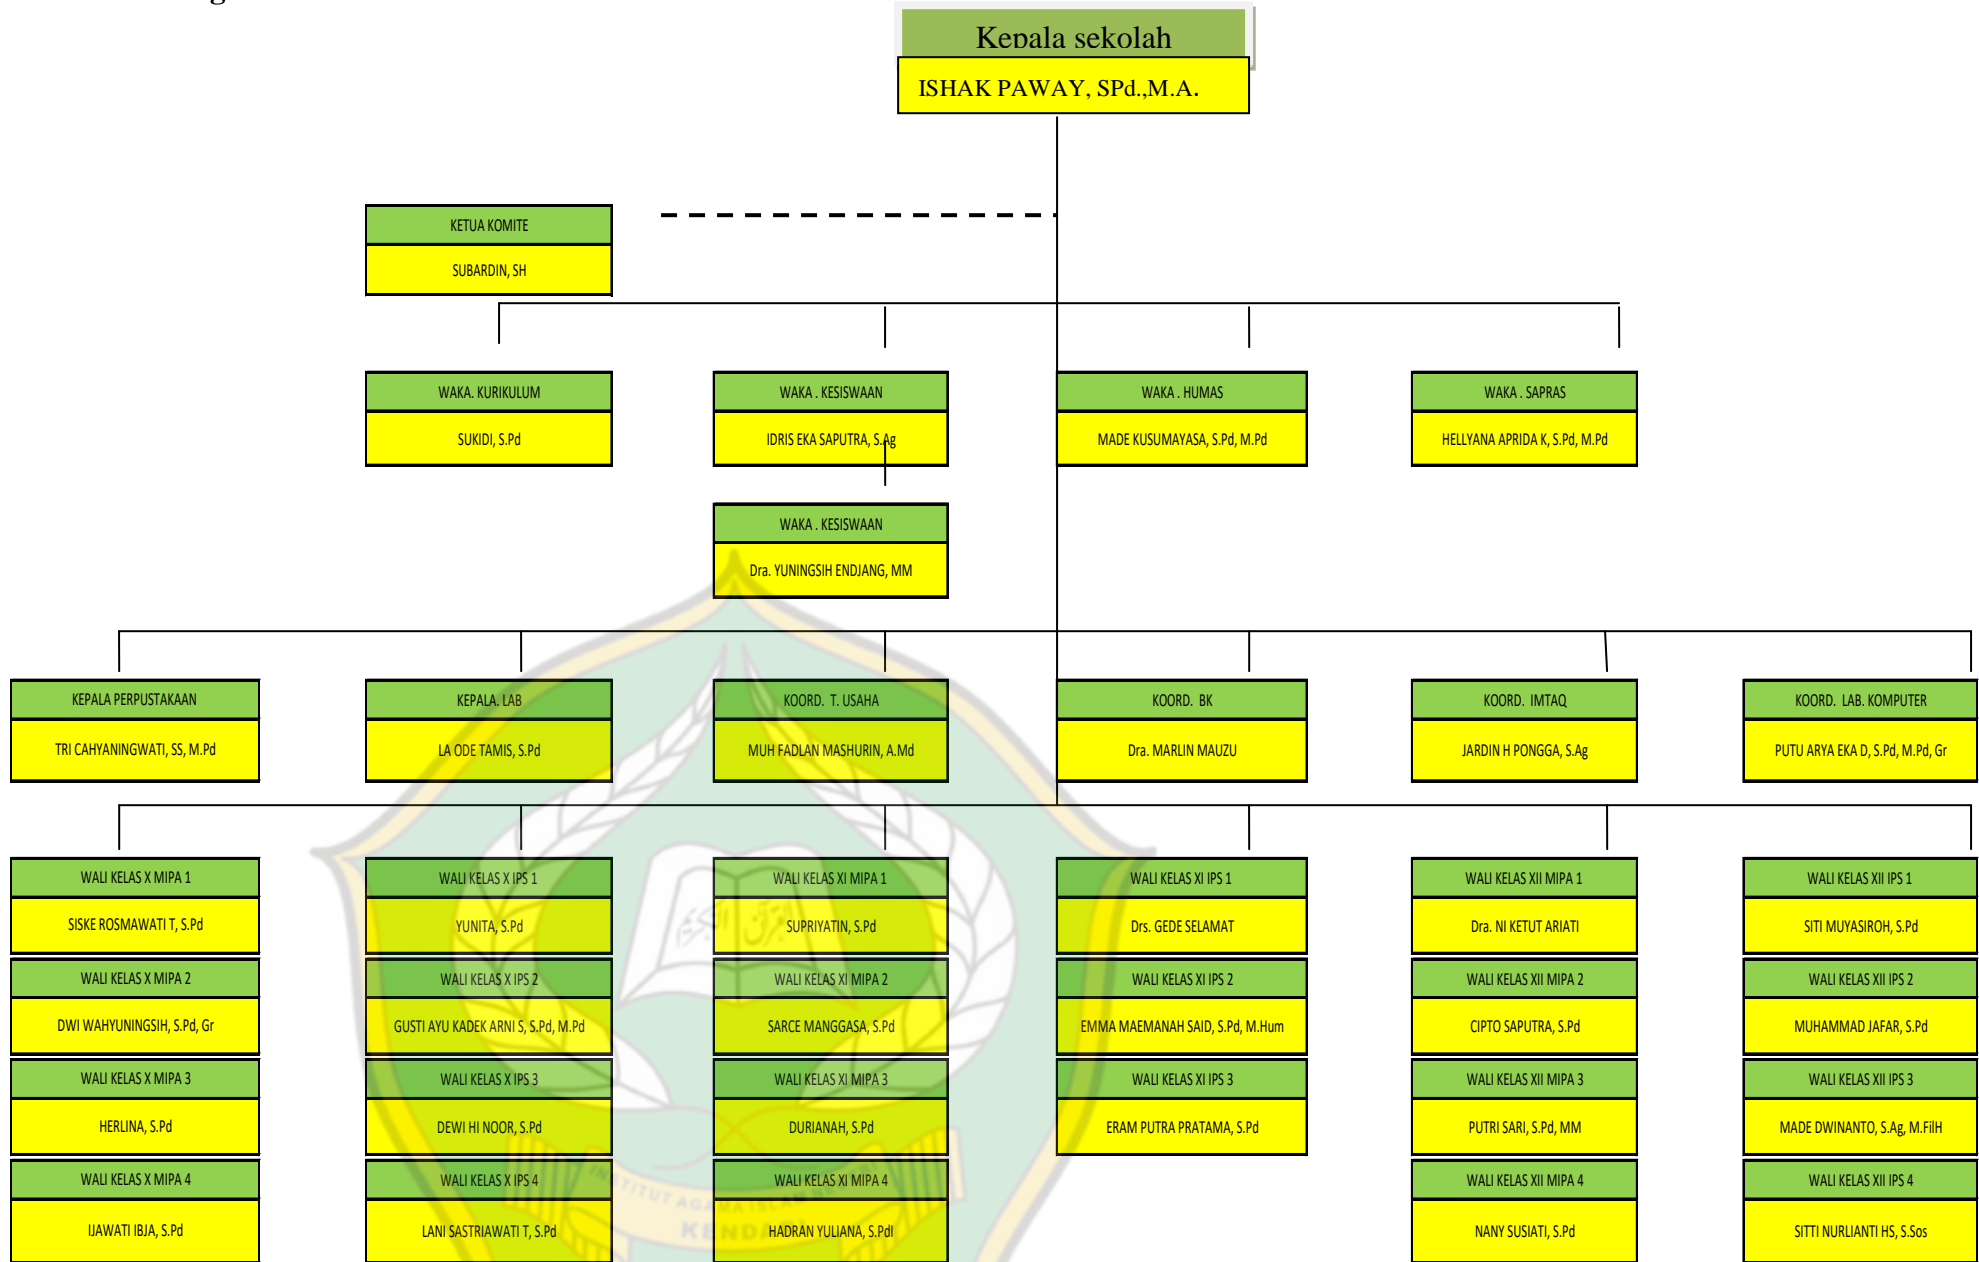 Kepala sekolah
ISHAK PAWAY, SPd.,M.A.
KETUA KOMITE
SUBARDIN, SH
WAKA. KURIKULUM
SUKIDI, S.Pd
WAKA . KESISWAAN
IDRIS EKA SAPUTRA, S.Ag
WAKA . HUMAS
MADE KUSUMAYASA, S.Pd, M.Pd
WAKA . SAPRAS
HELLYANA APRIDA K, S.Pd, M.Pd
WAKA . KESISWAAN
Dra. YUNINGSIH ENDJANG, MM
KEPALA PERPUSTAKAAN
TRI CAHYANINGWATI, SS, M.Pd
KEPALA. LAB
LA ODE TAMIS, S.Pd
KOORD. T. USAHA
MUH FADLAN MASHURIN, A.Md
KOORD. BK
Dra. MARLIN MAUZU
KOORD. IMTAQ
JARDIN H PONGGA, S.Ag
KOORD. LAB. KOMPUTER
PUTU ARYA EKA D, S.Pd, M.Pd, Gr
WALI KELAS X MIPA 1
SISKE ROSMAWATI T, S.Pd
WALI KELAS X IPS 1
YUNITA, S.Pd
WALI KELAS XI MIPA 1
SUPRIYATIN, S.Pd
WALI KELAS XI IPS 1
Drs. GEDE SELAMAT
WALI KELAS XII MIPA 1
Dra. NI KETUT ARIATI
WALI KELAS XII IPS 1
SITI MUYASIROH, S.Pd
WALI KELAS X MIPA 2
DWI WAHYUNINGSIH, S.Pd, Gr
WALI KELAS X IPS 2
GUSTI AYU KADEK ARNI S, S.Pd, M.Pd
WALI KELAS XI MIPA 2
SARCE MANGGASA, S.Pd
WALI KELAS XI IPS 2
EMMA MAEMANAH SAID, S.Pd, M.Hum
WALI KELAS XII MIPA 2
CIPTO SAPUTRA, S.Pd
WALI KELAS XII IPS 2
MUHAMMAD JAFAR, S.Pd
WALI KELAS X MIPA 3
HERLINA, S.Pd
WALI KELAS X IPS 3
DEWI HI NOOR, S.Pd
WALI KELAS XI MIPA 3
DURIANAH, S.Pd
WALI KELAS XI IPS 3
ERAM PUTRA PRATAMA, S.Pd
WALI KELAS XII MIPA 3
PUTRI SARI, S.Pd, MM
WALI KELAS XII IPS 3
MADE DWINANTO, S.Ag, M.FilH
WALI KELAS X MIPA 4
IJAWATI IBJA, S.Pd
WALI KELAS X IPS 4
LANI SASTRIAWATI T, S.Pd
WALI KELAS XI MIPA 4
HADRAN YULIANA, S.PdI
WALI KELAS XII MIPA 4
NANY SUSIATI, S.Pd
WALI KELAS XII IPS 4
SITTI NURLIANTI HS, S.Sos
INSTITUT AGAMA ISLAM NEGERI
KENDARI